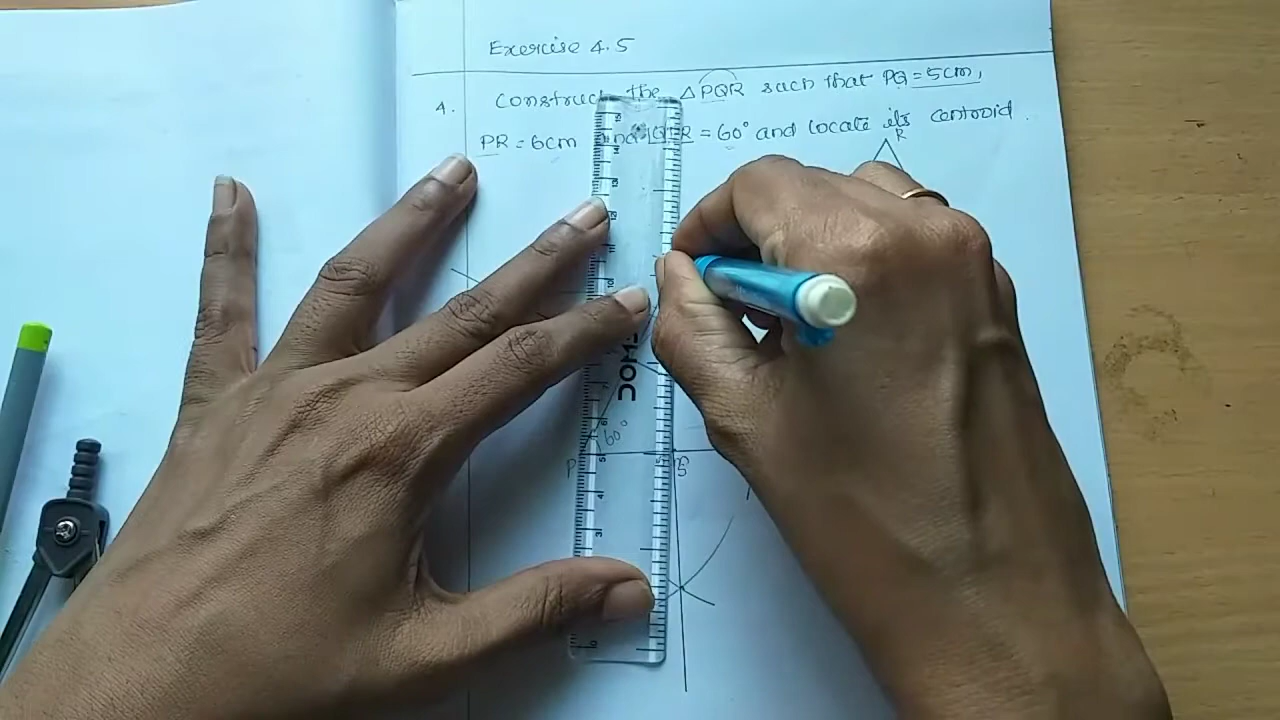 Exercise 4.5
4. Construct the △PQR such that PQ = 5cm,
PR = 6cm and = 60° and locate its centroid.
R
DOMS
60°
P